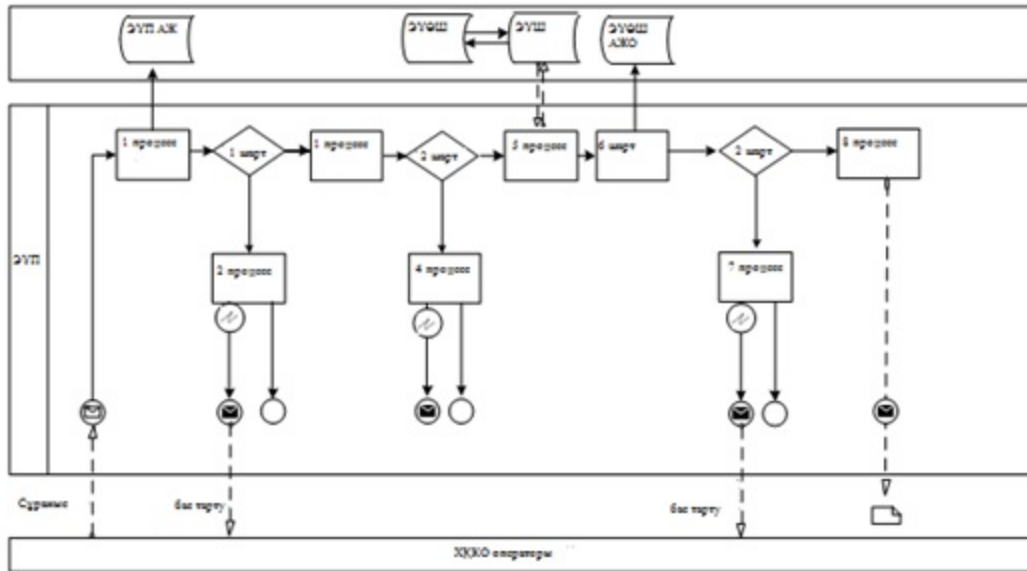 ЭҮП АЖ
ЭҮӨШ
ЭҮШ
ЭҮӨШ
АЖО
1 процесс
1 шарт
1 процесс
2 шарт
5 процесс
6 шарт
2 шарт
8 процесс
ЭҮП
2 процесс
4 процесс
7 процесс
Сұраныс
бас тарту
бас тарту
ХҚКО операторы